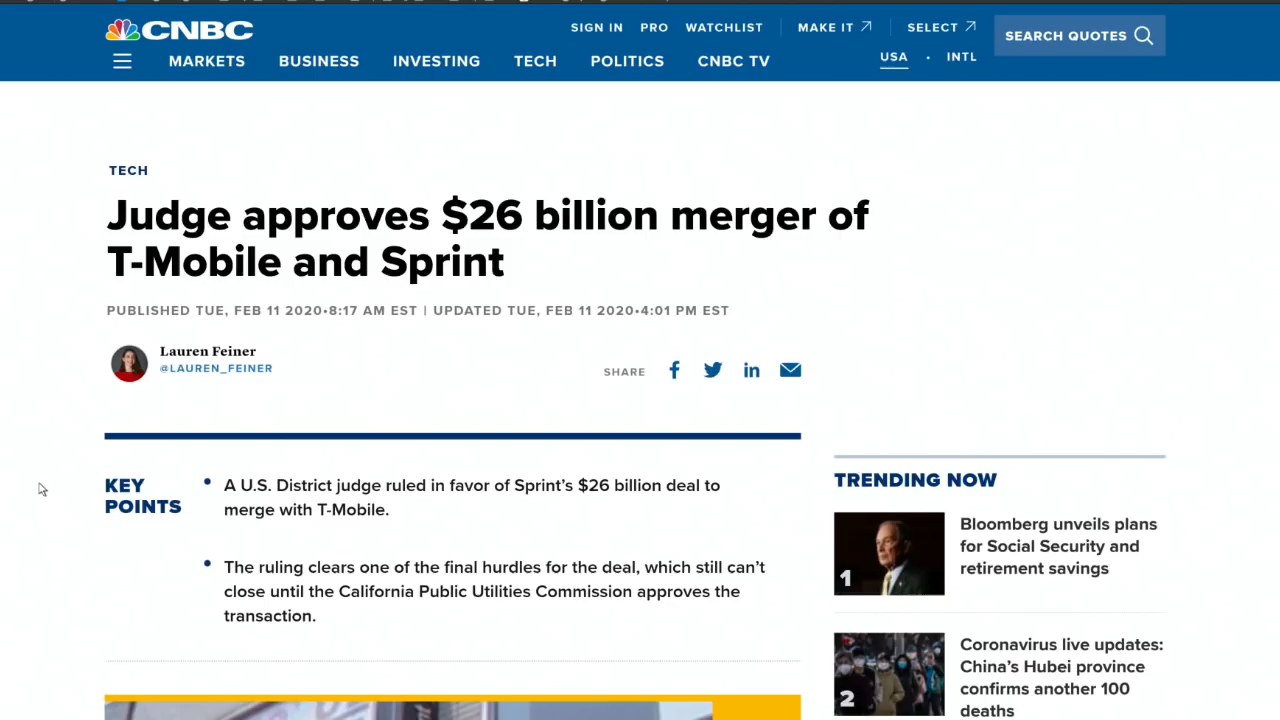 CNBC
SIGN IN PRO WATCHLIST MAKE IT SELECT
SEARCH QUOTES
MARKETS BUSINESS INVESTING TECH POLITICS CNBC TV
USA · INTL
TECH
Judge approves $26 billion merger of
T-Mobile and Sprint
PUBLISHED TUE, FEB 11 2020•8:17 AM EST | UPDATED TUE, FEB 11 2020•4:01 PM EST
Lauren Feiner
@LAUREN_FEINER
SHARE
KEY
POINTS
• A U.S. District judge ruled in favor of Sprint's $26 billion deal to
merge with T-Mobile.
• The ruling clears one of the final hurdles for the deal, which still can't
close until the California Public Utilities Commission approves the
transaction.
TRENDING NOW
1
Bloomberg unveils plans
for Social Security and
retirement savings
2
Coronavirus live updates:
China's Hubei province
confirms another 100
deaths